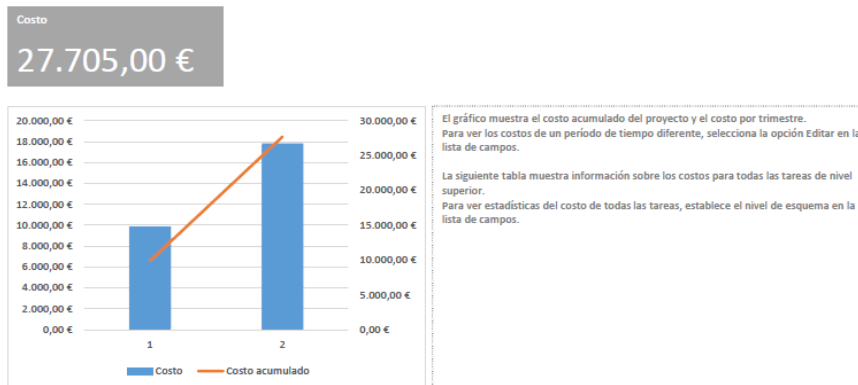 Costo
27.705,00 €
20.000,00 €
18.000,00 €
16.000,00 €
14.000,00 €
12.000,00 €
10.000,00 €
8.000,00 €
6.000,00 €
4.000,00 €
2.000,00 €
0,00 €
30.000,00 €
25.000,00 €
20.000,00 €
15.000,00 €
10.000,00 €
5.000,00 €
0,00 €
1
2
Costo
Costo acumulado
El gráfico muestra el costo acumulado del proyecto y el costo por trimestre.
Para ver los costos de un período de tiempo diferente, selecciona la opción Editar en la
lista de campos.
La siguiente tabla muestra información sobre los costos para todas las tareas de nivel
superior.
Para ver estadísticas del costo de todas las tareas, establece el nivel de esquema en la
lista de campos.